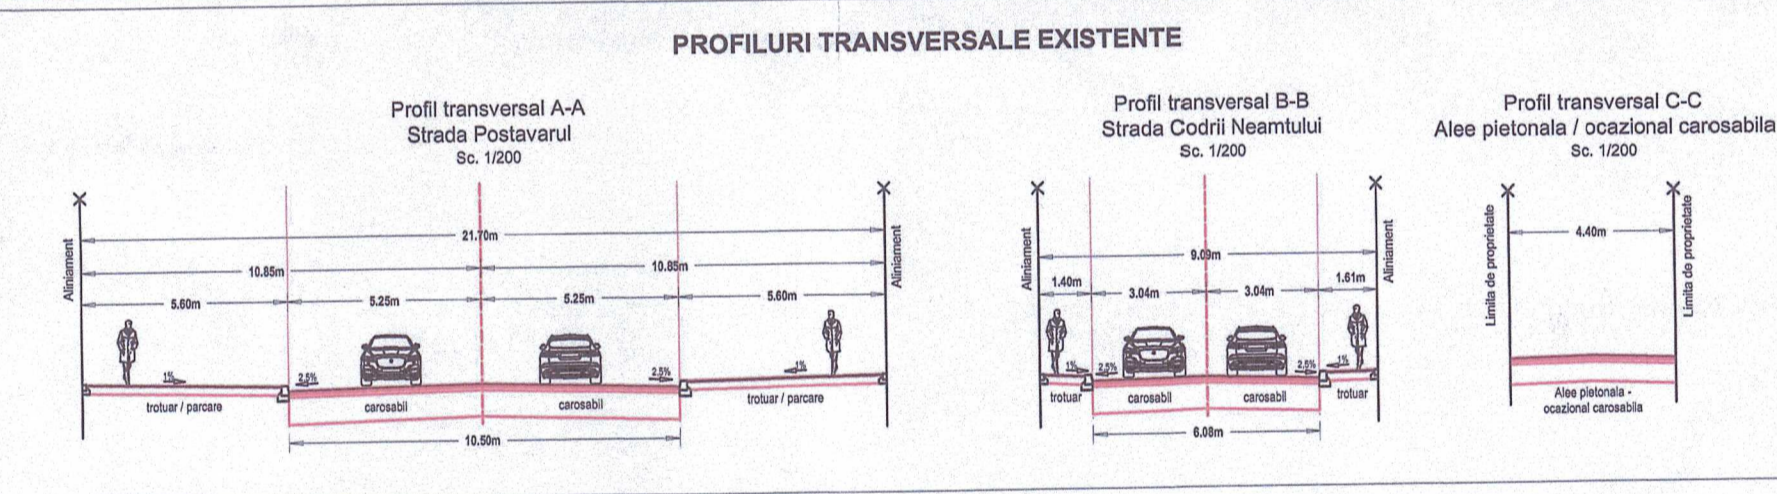 PROFILURI TRANSVERSALE EXISTENTE
Profil transversal A-A
Strada Postavarul
Sc. 1/200
Aliniament
Aliniament
21.70m
10.85m
10.85m
5.60m
5.25m
5.25m
5.60m
1%
2.5%
2.5%
1%
trotuar / parcare
carosabil
carosabil
trotuar / parcare
10.50m
Profil transversal B-B
Strada Codrii Neamtului
Sc. 1/200
Aliniament
Aliniament
9.09m
1.40m
3.04m
3.04m
1.61m
1%
2.5%
2.5%
1%
trotuar
carosabil
carosabil
trotuar
6.08m
Profil transversal C-C
Alee pietonala / ocazional carosabila
Sc. 1/200
Limita de proprietate
Limita de proprietate
4.40m
Alee pietonala -
ocazional carosabila